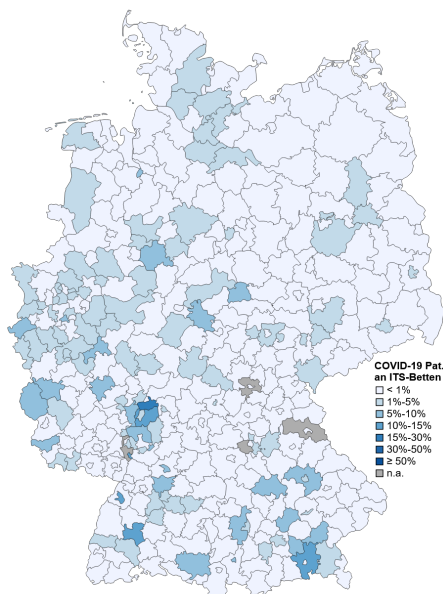 COVID-19 Pat.
an ITS-Betten
< 1%
1%-5%
5%-10%
10%-15%
15%-30%
30%-50%
≥ 50%
n.a.